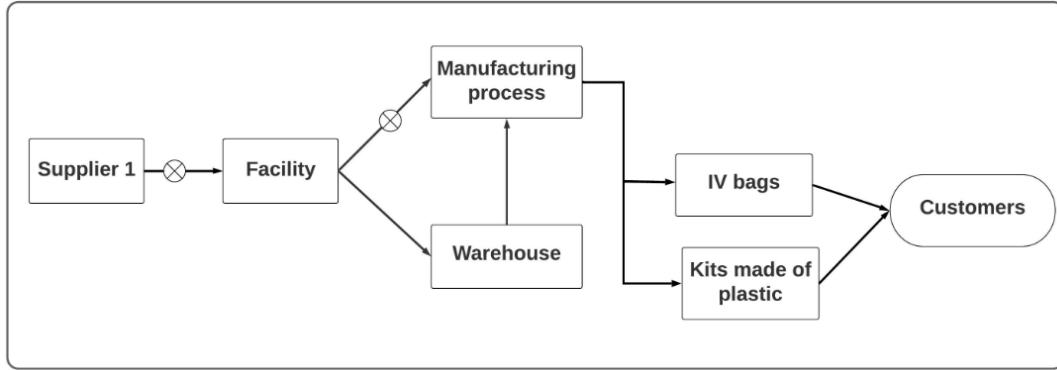 Manufacturing
process
Supplier 1
Facility
IV bags
Customers
Warehouse
Kits made of
plastic